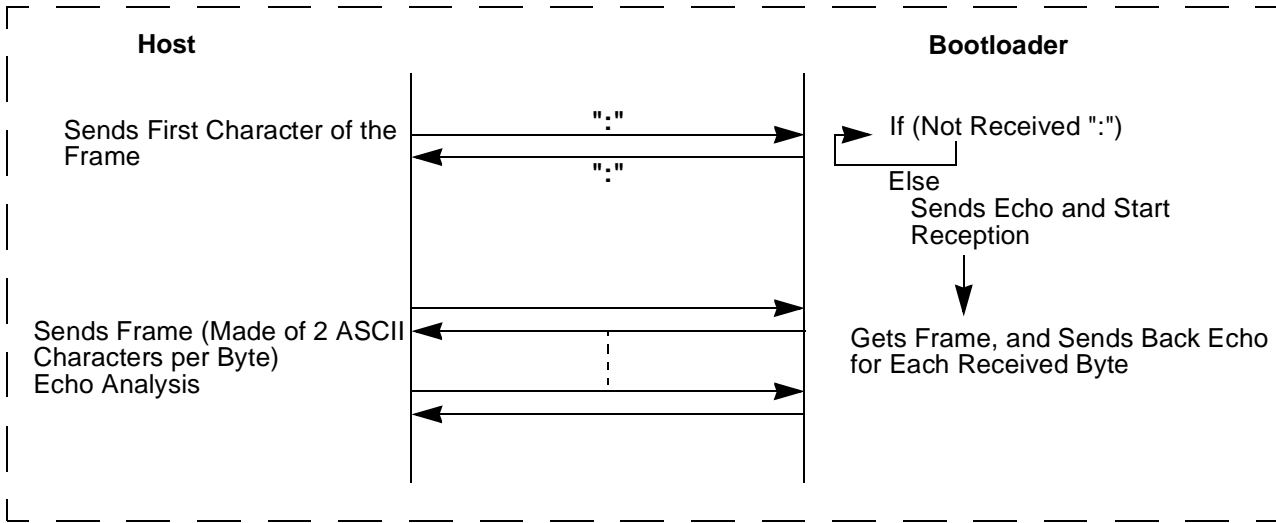 Host
Bootloader
Sends First Character of the
Frame
":"
":"
If (Not Received ":")
Else
Sends Echo and Start
Reception
Sends Frame (Made of 2 ASCII
Characters per Byte)
Echo Analysis
Gets Frame, and Sends Back Echo
for Each Received Byte